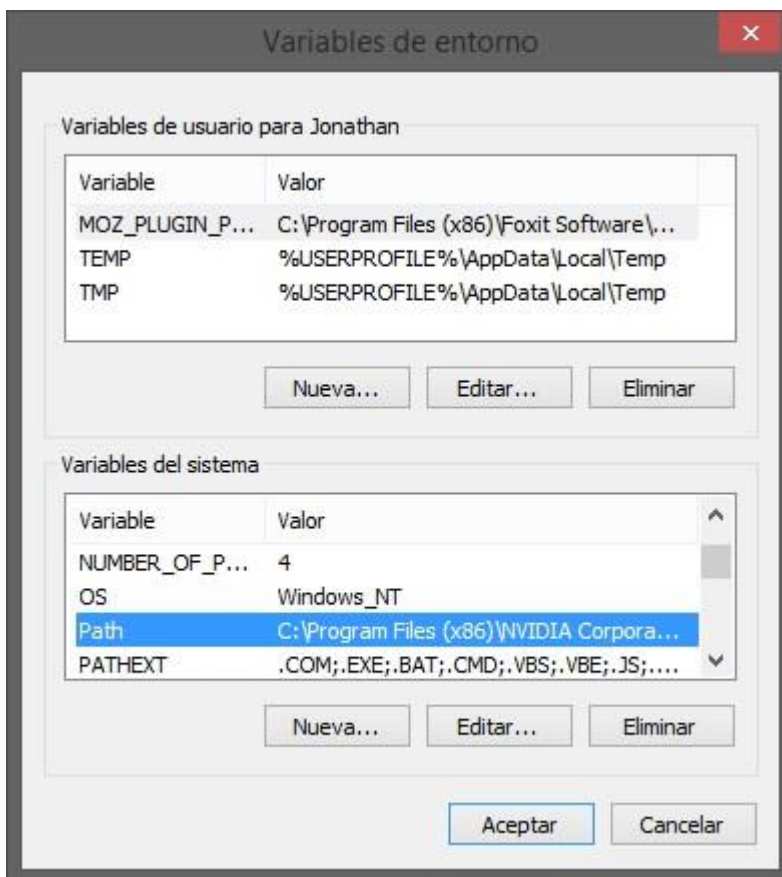 Variables de entorno
Variables de usuario para Jonathan
Variable Valor
MOZ_PLUGIN_P... C:\Program Files (x86)\Foxit Software\...
TEMP %USERPROFILE%\AppData\Local\Temp
TMP %USERPROFILE%\AppData\Local\Temp
Nueva... Editar... Eliminar
Variables del sistema
Variable Valor
NUMBER_OF_P... 4
OS Windows_NT
Path C:\Program Files (x86)\NVIDIA Corpora...
PATHEXT .COM;.EXE;.BAT;.CMD;.VBS;.VBE;.JS;....
Nueva... Editar... Eliminar
Aceptar Cancelar